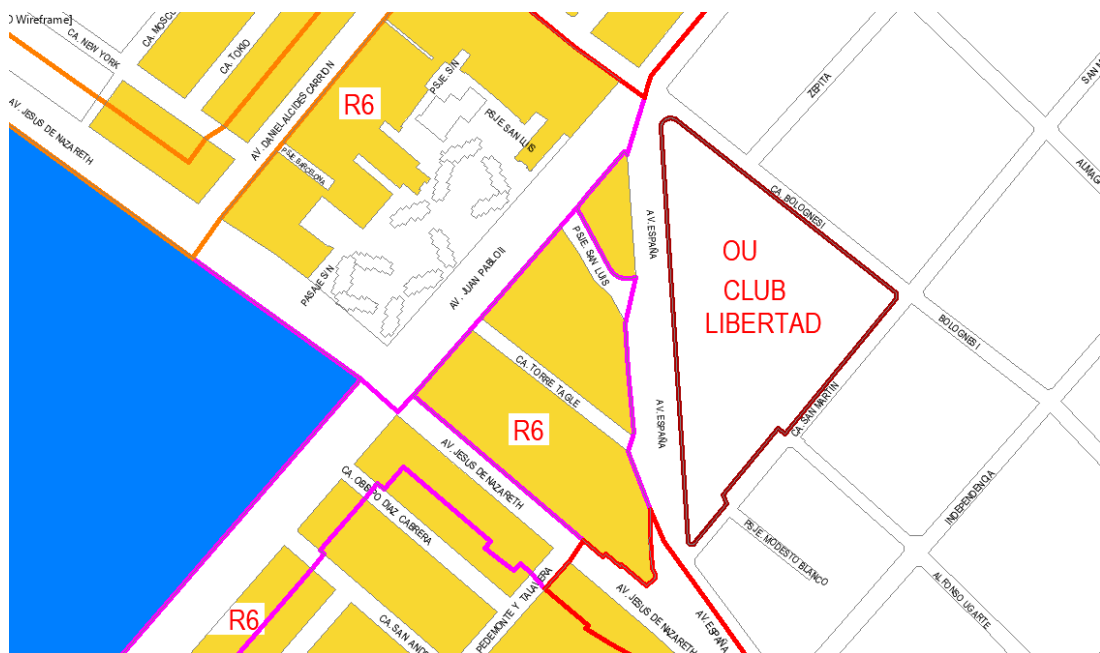 D Wireframe]
CA. NEW YORK
CA. MOSCU
CA. TOKIO
AV. JESUS DE NAZARETH
AV. DANIEL ALCIDES CARRION
R6
PSJE. S/N
PSJE SAN LUIS
PSJE BARCELONA
PASAJE S/N
AV. JUAN PABLO II
PSJE. SAN LUIS
AV. ESPAÑA
ZEPITA
SAN
ALMAG
CA. BOLOGNESI
OU
CLUB
LIBERTAD
BOLOGNESI
CA. SAN MARTIN
CA. TORRE TAGLE
R6
AV. ESPAÑA
AV. JESUS DE NAZARETH
CA. OBISPO DIAZ CABRERA
INDEPENDENCIA
PSJE. MODESTO BLANCO
ALFONSO UGARTE
R6
CA. SAN ANDR
PEDEMONTE Y TALAVERA
AV. JESUS DE NAZARETH
AV. ESPAÑA